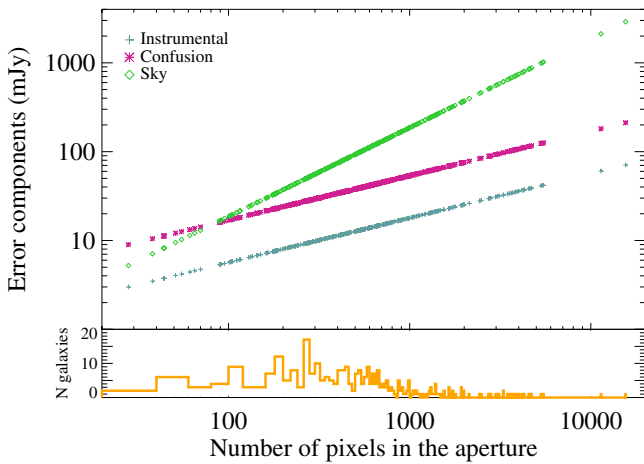 Error components (mJy)
1000
100
10
Instrumental
Confusion
Sky
N galaxies
20
10
0
100
1000
10000
Number of pixels in the aperture